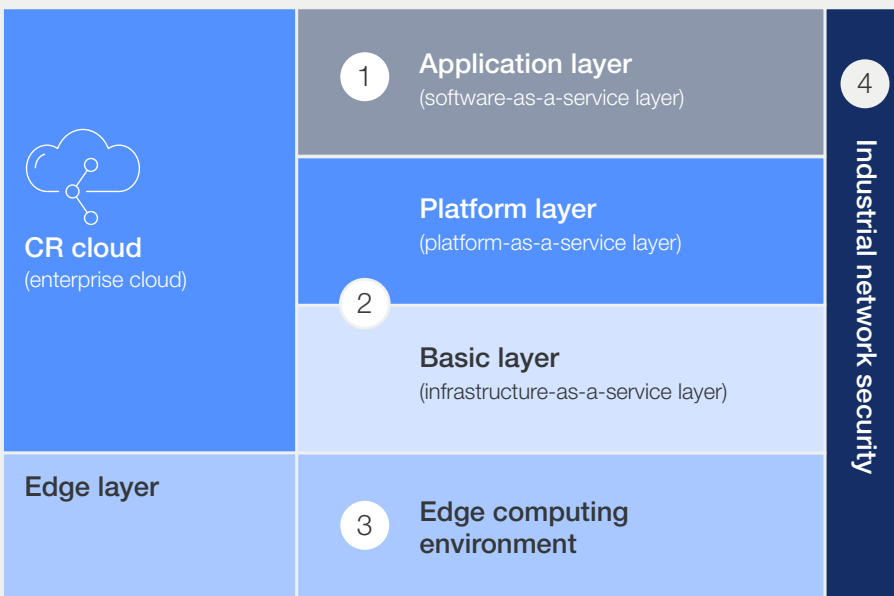 CR cloud
(enterprise cloud)
1
Application layer
(software-as-a-service layer)
Platform layer
(platform-as-a-service layer)
2
Basic layer
(infrastructure-as-a-service layer)
Edge layer
3
Edge computing
environment
4
Industrial network security